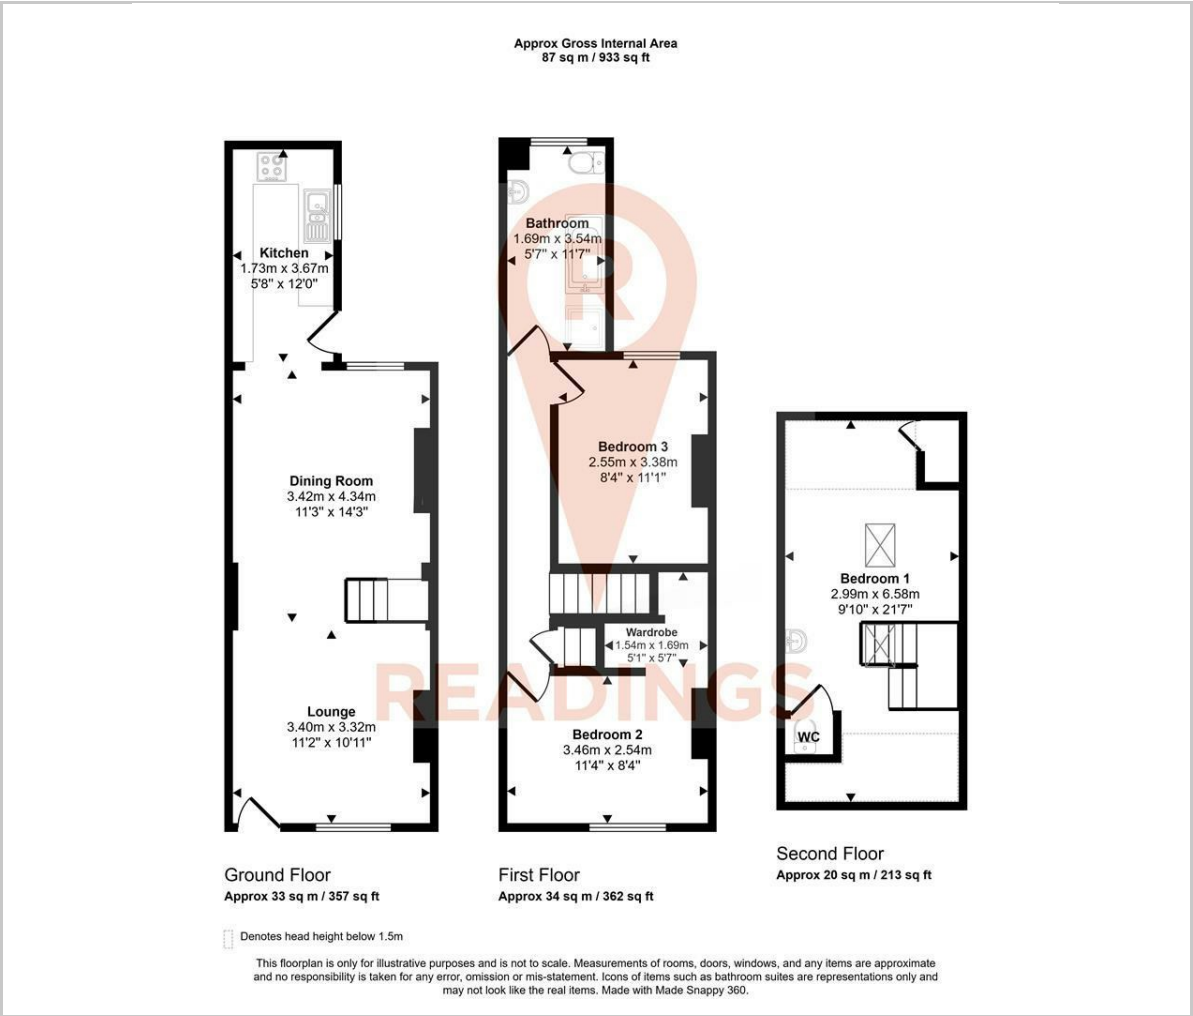 Approx Gross Internal Area
87 sq m / 933 sq ft
Kitchen
1.73m x 3.67m
5'8" x 12'0"
Dining Room
3.42m x 4.34m
11'3" x 14'3"
Lounge
3.40m x 3.32m
11'2" x 10'11"
Ground Floor
Approx 33 sq m / 357 sq ft
Bathroom
1.69m x 3.54m
5'7" x 11'7"
Bedroom 3
2.55m x 3.38m
8'4" x 11'1"
Wardrobe
1.54m x 1.69m
5'1" x 5'7"
Bedroom 2
3.46m x 2.54m
11'4" x 8'4"
First Floor
Approx 34 sq m / 362 sq ft
Bedroom 1
2.99m x 6.58m
9'10" x 21'7"
WC
Second Floor
Approx 20 sq m / 213 sq ft
R
READINGS
Denotes head height below 1.5m
This floorplan is only for illustrative purposes and is not to scale. Measurements of rooms, doors, windows, and any items are approximate
and no responsibility is taken for any error, omission or mis-statement. Icons of items such as bathroom suites are representations only and
may not look like the real items. Made with Made Snappy 360.